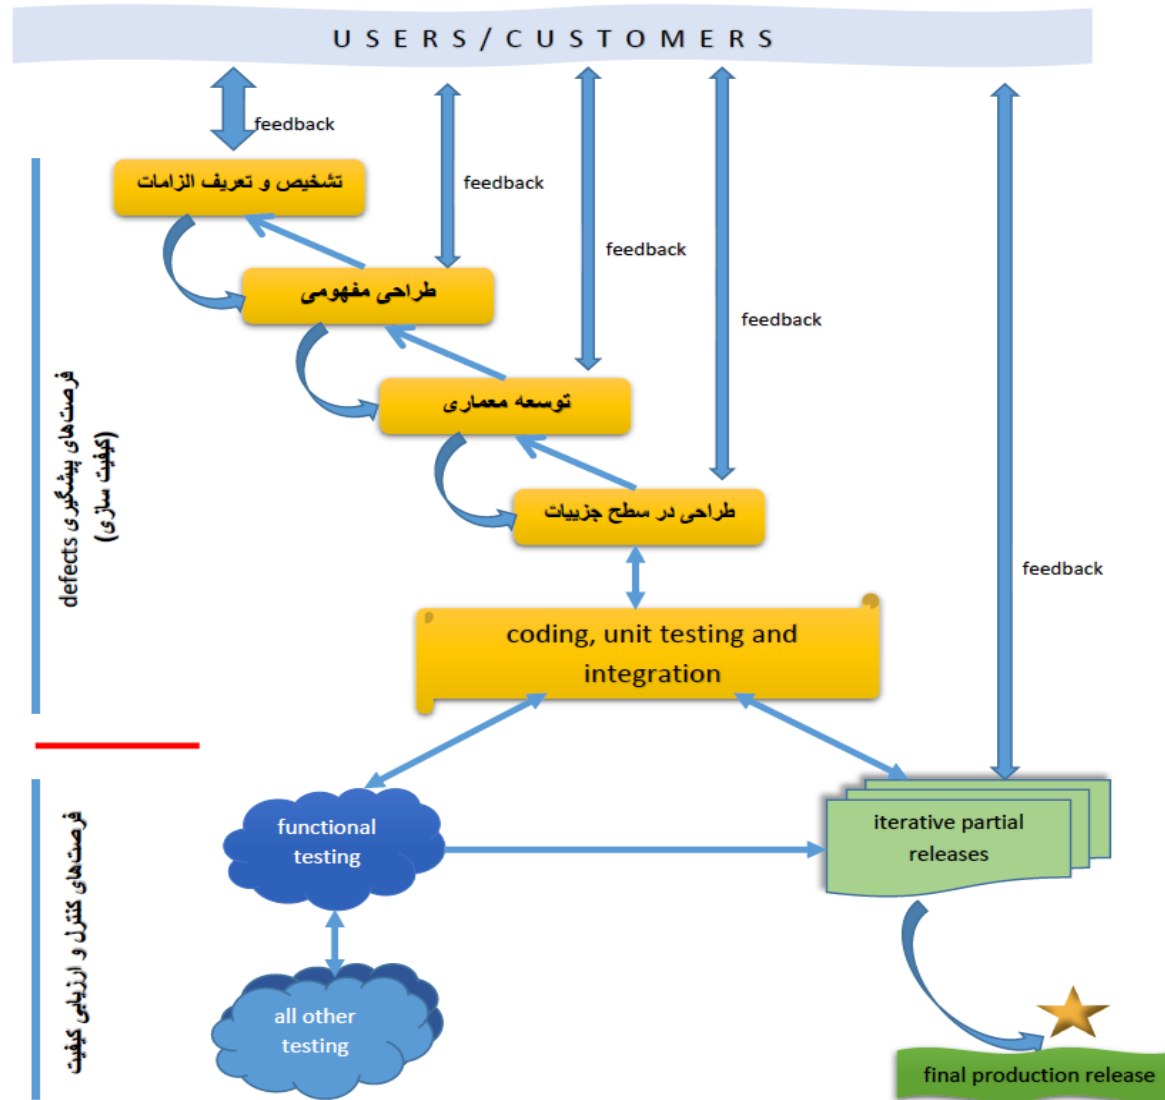 USERS/CUSTOMERS
feedback
تشخیص و تعریف الزامات
feedback
feedback
طراحی مفهومی
feedback
توسعه معماری
طراحی در سطح جزییات
فرصت‌های پیشگیری defects
(کیفیت سازی)
feedback
coding, unit testing and
integration
functional
testing
iterative partial
releases
فرصت‌های کنترل و ارزیابی کیفیت
all other
testing
final production release